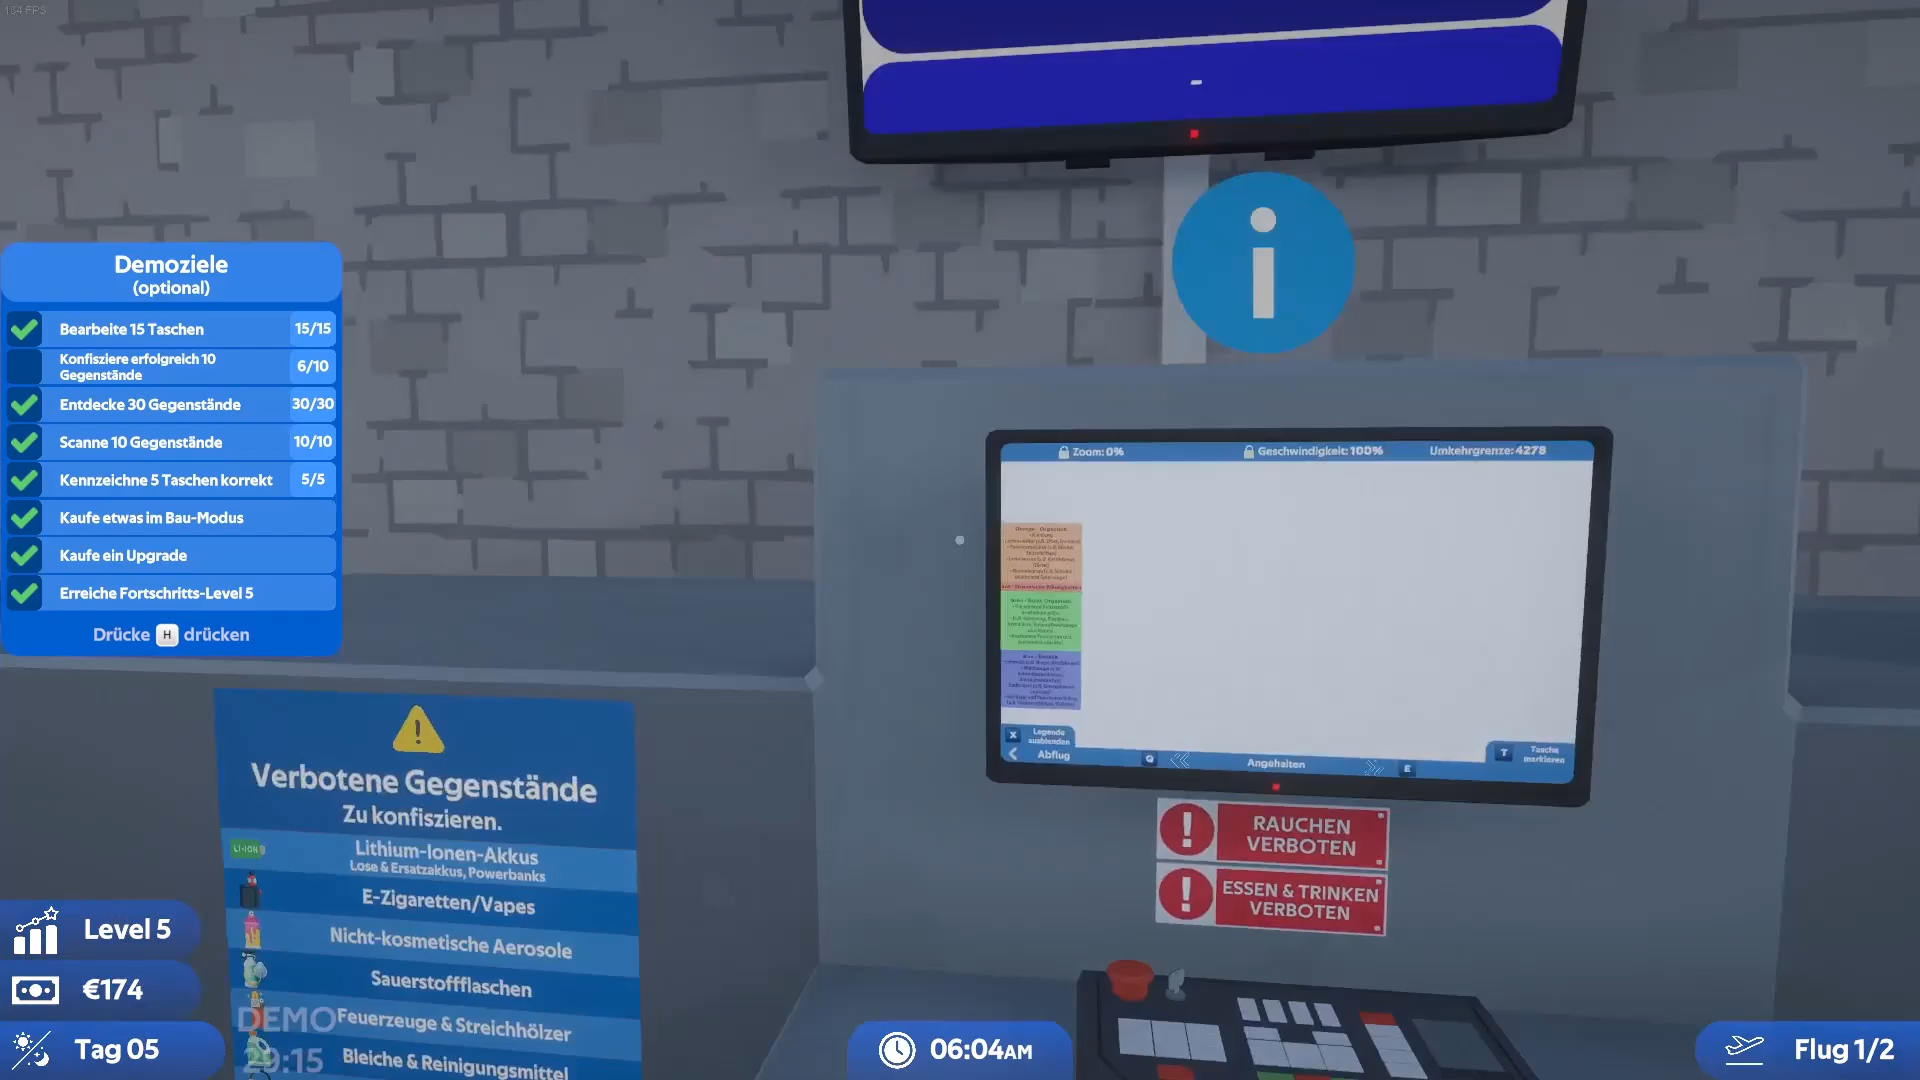 164 FPS
-
Demoziele
(optional)
Bearbeite 15 Taschen 15/15
Konfisziere erfolgreich 10
Gegenstände 6/10
Entdecke 30 Gegenstände 30/30
Scanne 10 Gegenstände 10/10
Kennzeichne 5 Taschen korrekt 5/5
Kaufe etwas im Bau-Modus
Kaufe ein Upgrade
Erreiche Fortschritts-Level 5
Drücke H drücken
Zoom: 0% Geschwindigkeit: 100% Umkehrgrenze: 4278
X Legende
ausblenden
Abflug Q Angehalten E
T Tasche
markieren
RAUCHEN
VERBOTEN
ESSEN & TRINKEN
VERBOTEN
Verbotene Gegenstände
Zu konfiszieren.
LI-ION Lithium-Ionen-Akkus
Lose & Ersatzakkus, Powerbanks
E-Zigaretten/Vapes
Nicht-kosmetische Aerosole
Sauerstoffflaschen
Feuerzeuge & Streichhölzer
Bleiche & Reinigungsmittel
DEMO
29:15
Level 5
€174
Tag 05
06:04AM
Flug 1/2